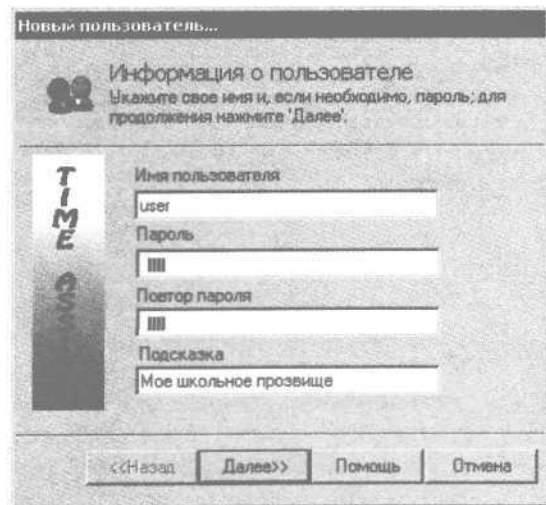 Новый пользователь...
Информация о пользователе
Укажите свое имя и, если необходимо, пароль; для
продолжения нажмите 'Далее'.
TIME
Имя пользователя
user
Пароль
Повтор пароля
Подсказка
Мое школьное прозвище
<<Назад
Далее>>
Помощь
Отмена